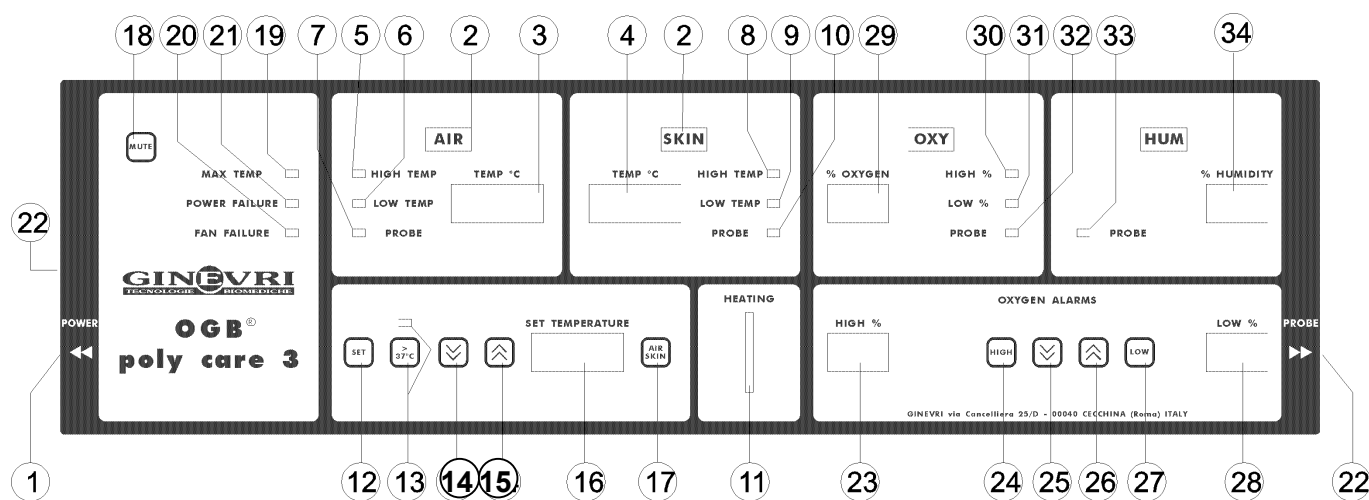 18 20 21 19 7 5 6 2 3 4 2 8 9 10 29 30 31 32 33 34
MUTE
MAX TEMP
POWER FAILURE
FAN FAILURE
GINEVRI
TECNOLOGIE BIOMEDICHE
OGB®
poly care 3
22
POWER
1
AIR
HIGH TEMP
LOW TEMP
PROBE
TEMP °C
SKIN
TEMP °C
HIGH TEMP
LOW TEMP
PROBE
OXY
% OXYGEN
HIGH %
LOW %
PROBE
HUM
PROBE
% HUMIDITY
SET
>
37°C
SET TEMPERATURE
AIR
SKIN
HEATING
OXYGEN ALARMS
HIGH %
HIGH
LOW
LOW %
GINEVRI via Cancelliera 25/D - 00040 CECCHINA (Roma) ITALY
PROBE
12 13 14 15 16 17 11 23 24 25 26 27 28 22